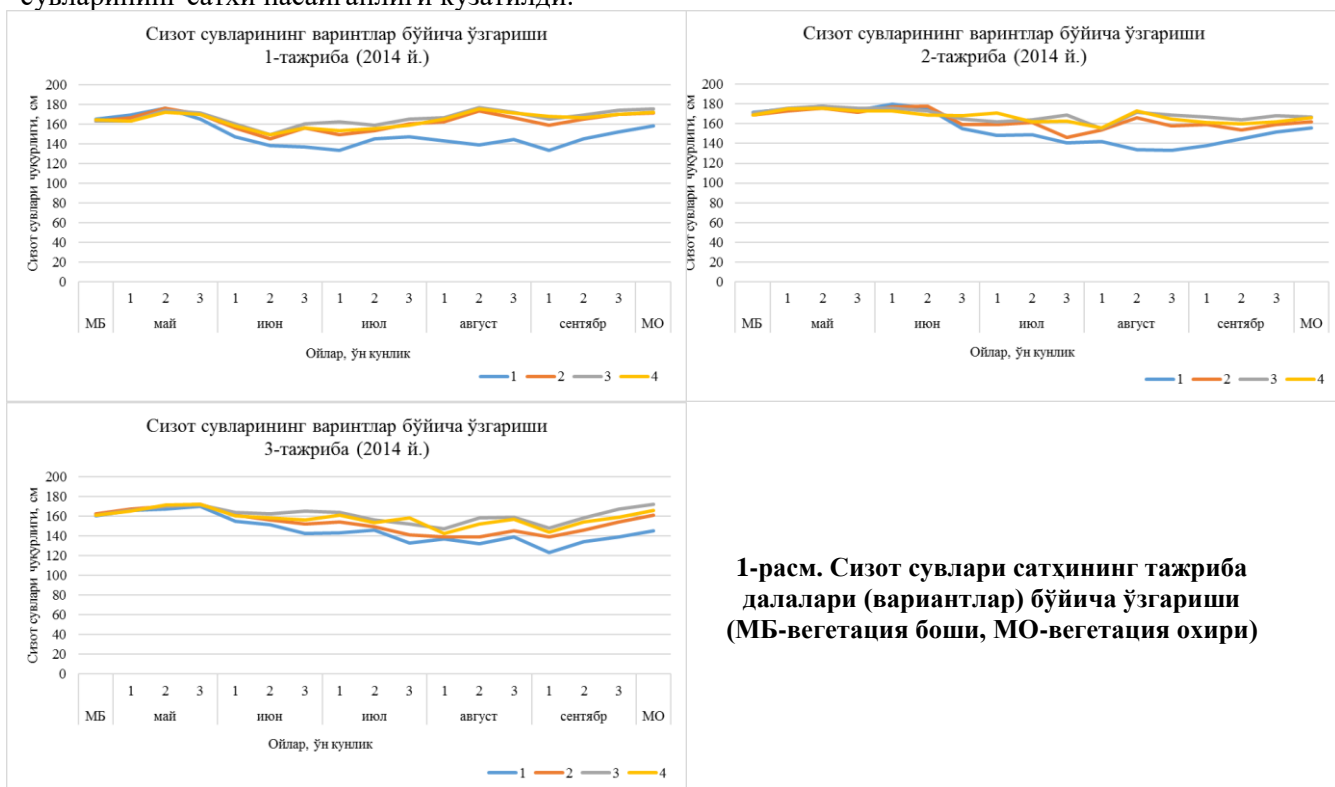 сувларининг сатҳи пасайганлиги кузатилди.
Сизот сувларининг варинтлар бўйича ўзгариши
1-тажриба (2014 й.)
Сизот сувлари чуқурлиги, см
200
180
160
140
120
100
80
60
40
20
0
1 2 3 1 2 3 1 2 3 1 2 3 1 2 3
МБ май июн июл август сентябр МО
Ойлар, ўн кунлик
1 2 3 4
Сизот сувларининг варинтлар бўйича ўзгариши
2-тажриба (2014 й.)
Сизот сувлари чуқурлиги, см
200
180
160
140
120
100
80
60
40
20
0
1 2 3 1 2 3 1 2 3 1 2 3 1 2 3
МБ май июн июл август сентябр МО
Ойлар, ўн кунлик
1 2 3 4
Сизот сувларининг варинтлар бўйича ўзгариши
3-тажриба (2014 й.)
Сизот сувлари чуқурлиги, см
200
180
160
140
120
100
80
60
40
20
0
1 2 3 1 2 3 1 2 3 1 2 3 1 2 3
МБ май июн июл август сентябр МО
Ойлар, ўн кунлик
1 2 3 4
1-расм. Сизот сувлари сатҳининг тажриба
далалари (вариантлар) бўйича ўзгариши
(МБ-вегетация боши, МО-вегетация охири)